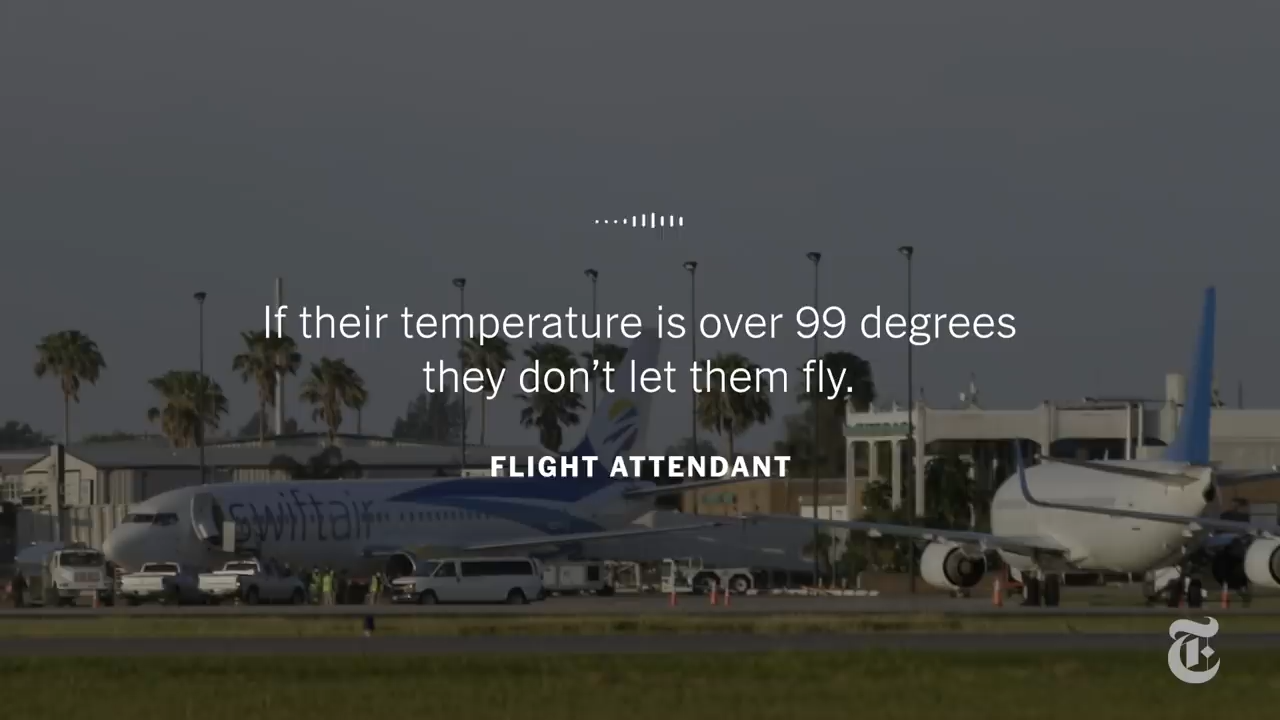 If their temperature is over 99 degrees
they don't let them fly.
FLIGHT ATTENDANT
swiftair
T